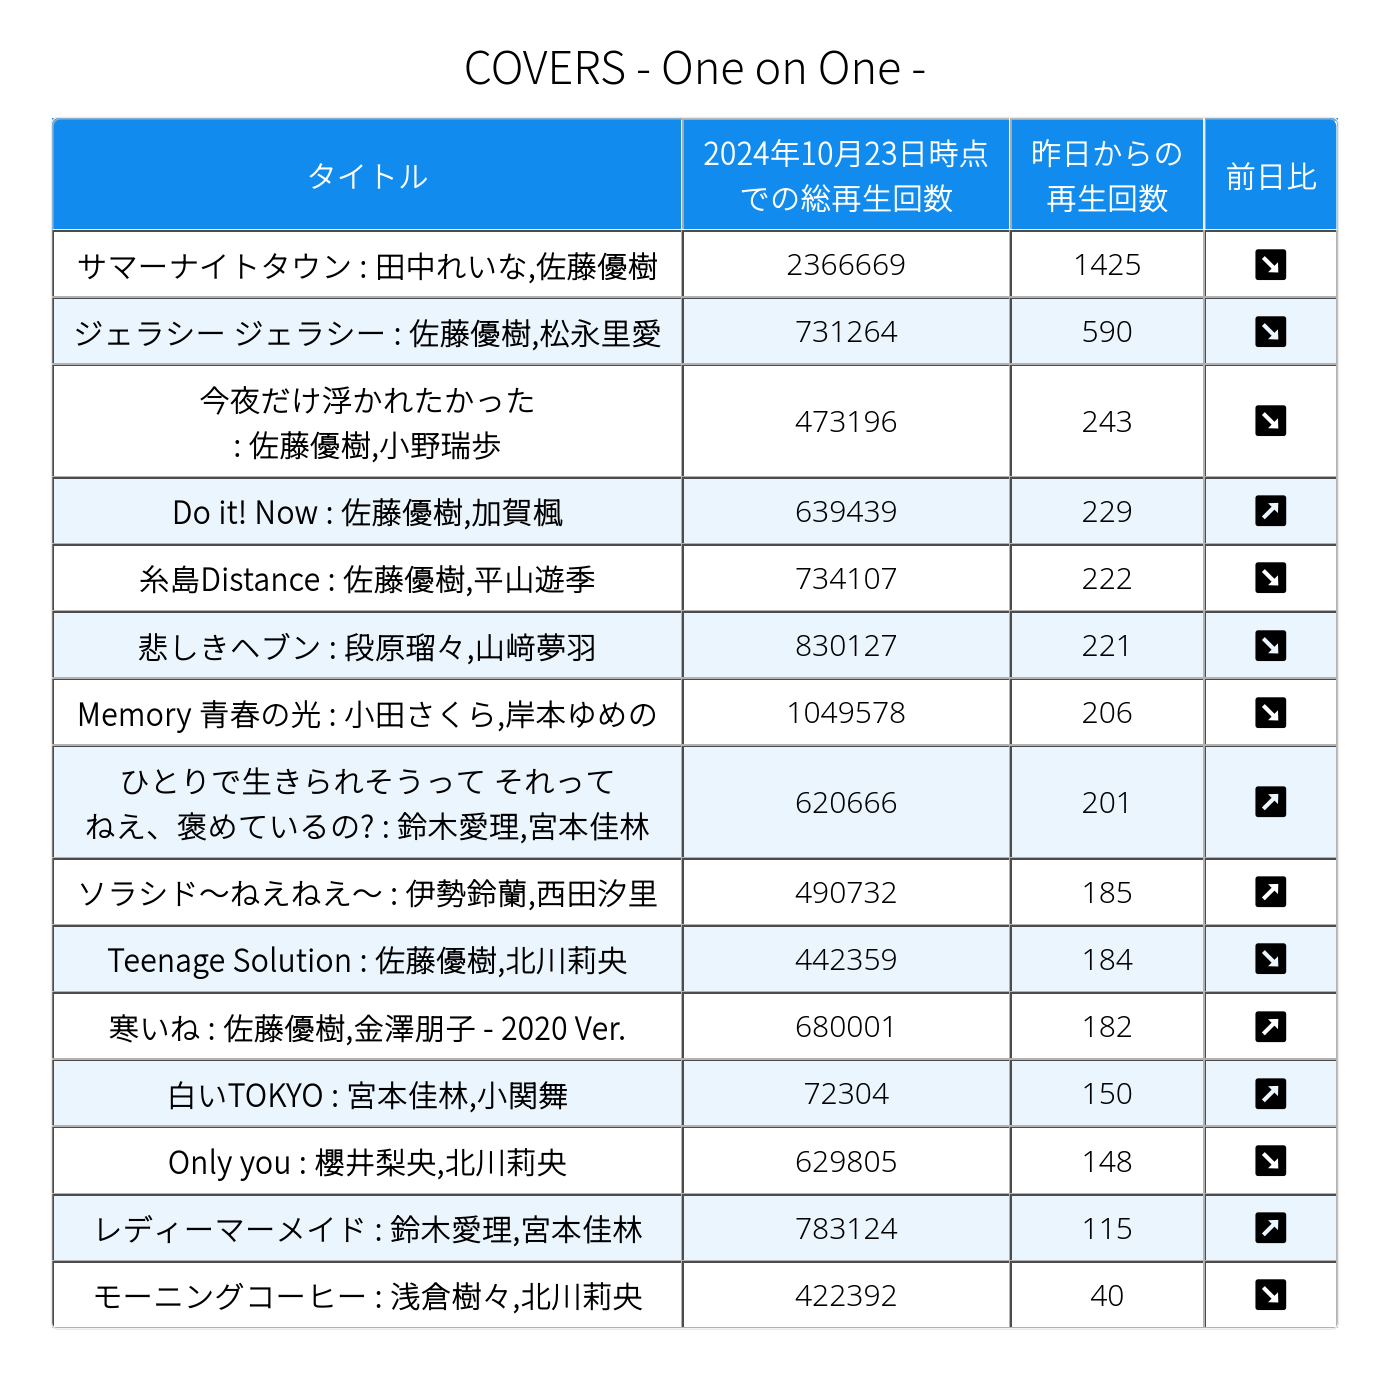 COVERS - One on One -
タイトル
2024年10月23日時点
での総再生回数
昨日からの
再生回数
前日比
サマーナイトタウン : 田中れいな,佐藤優樹
2366669
1425
ジェラシー ジェラシー : 佐藤優樹,松永里愛
731264
590
今夜だけ浮かれたかった
: 佐藤優樹,小野瑞歩
473196
243
Do it! Now : 佐藤優樹,加賀楓
639439
229
糸島Distance : 佐藤優樹,平山遊季
734107
222
悲しきヘブン : 段原瑠々,山﨑夢羽
830127
221
Memory 青春の光 : 小田さくら,岸本ゆめの
1049578
206
ひとりで生きられそうって それって
ねえ、褒めているの? : 鈴木愛理,宮本佳林
620666
201
ソラシド～ねえねえ～ : 伊勢鈴蘭,西田汐里
490732
185
Teenage Solution : 佐藤優樹,北川莉央
442359
184
寒いね : 佐藤優樹,金澤朋子 - 2020 Ver.
680001
182
白いTOKYO : 宮本佳林,小関舞
72304
150
Only you : 櫻井梨央,北川莉央
629805
148
レディーマーメイド : 鈴木愛理,宮本佳林
783124
115
モーニングコーヒー : 浅倉樹々,北川莉央
422392
40